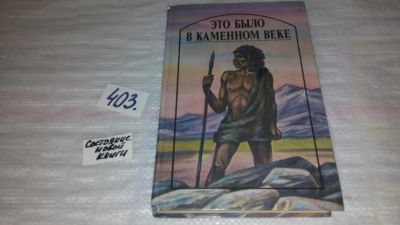 ЭТО БЫЛО
В КАМЕННОМ ВЕКЕ
403.
Состояние
новой
книги